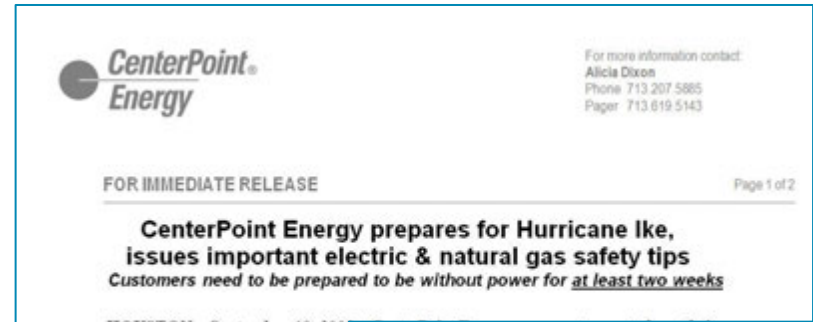 CenterPoint®
Energy
For more information contact:
Alicia Dixon
Phone 713.207.5885
Pager 713.619.5143
FOR IMMEDIATE RELEASE
Page 1 of 2
CenterPoint Energy prepares for Hurricane Ike,
issues important electric & natural gas safety tips
Customers need to be prepared to be without power for at least two weeks